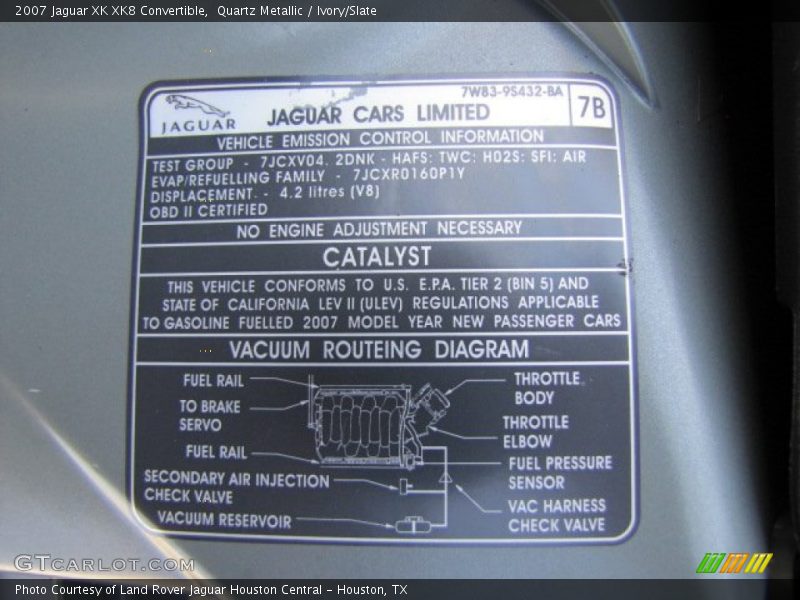 2007 Jaguar XK XK8 Convertible,  Quartz Metallic / Ivory/Slate
7W83-9S432-BA
JAGUAR
JAGUAR CARS LIMITED
7B
VEHICLE EMISSION CONTROL INFORMATION
TEST GROUP - 7JCXV04. 2DNK - HAFS: TWC: HO2S: SFI: AIR
EVAP/REFUELLING FAMILY - 7JCXR0160P1Y
DISPLACEMENT. - 4.2 litres (V8)
OBD II CERTIFIED
NO ENGINE ADJUSTMENT NECESSARY
CATALYST
THIS VEHICLE CONFORMS TO U.S. E.P.A. TIER 2 (BIN 5) AND
STATE OF CALIFORNIA LEV II (ULEV) REGULATIONS APPLICABLE
TO GASOLINE FUELLED 2007 MODEL YEAR NEW PASSENGER CARS
VACUUM ROUTEING DIAGRAM
FUEL RAIL
TO BRAKE
SERVO
FUEL RAIL
SECONDARY AIR INJECTION
CHECK VALVE
VACUUM RESERVOIR
THROTTLE
BODY
THROTTLE
ELBOW
FUEL PRESSURE
SENSOR
VAC HARNESS
CHECK VALVE
GTCarLot.com
Photo Courtesy of Land Rover Jaguar Houston Central - Houston, TX